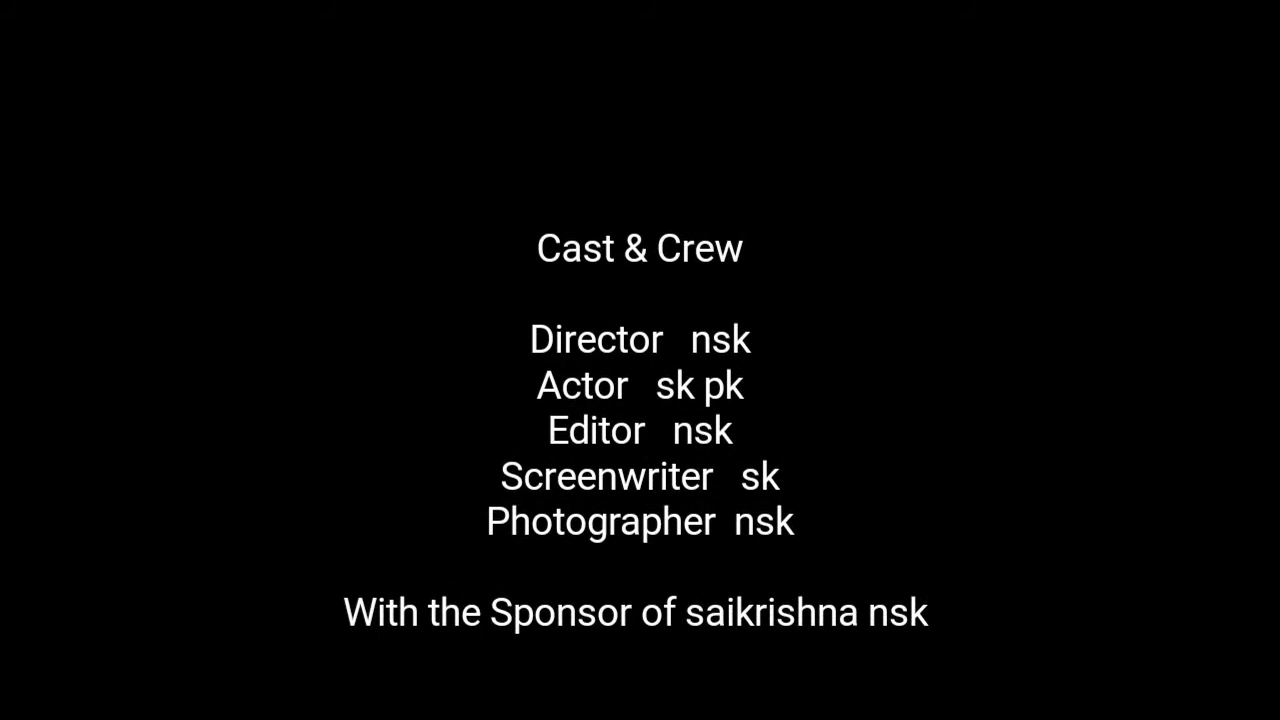 Cast & Crew
Director nsk
Actor sk pk
Editor nsk
Screenwriter sk
Photographer nsk
With the Sponsor of saikrishna nsk